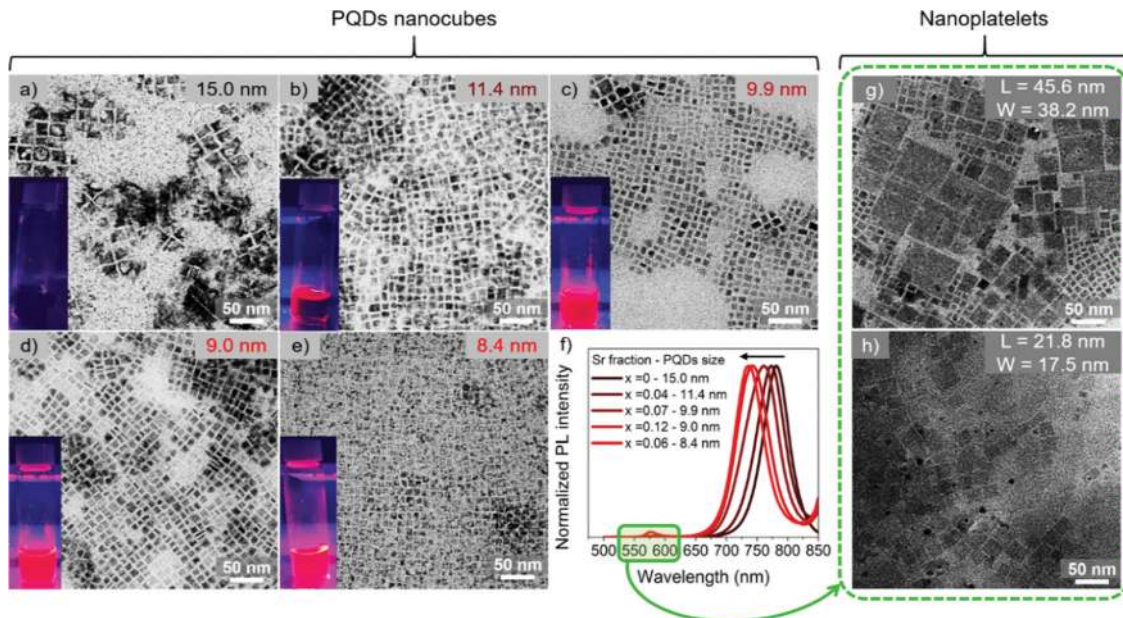 PQDs nanocubes
Nanoplatelets
a)
15.0 nm
50 nm
b)
11.4 nm
50 nm
c)
9.9 nm
50 nm
g)
L = 45.6 nm
W = 38.2 nm
50 nm
d)
9.0 nm
50 nm
e)
8.4 nm
50 nm
f)
Sr fraction - PQDs size
x =0 - 15.0 nm
x =0.04 - 11.4 nm
x =0.07 - 9.9 nm
x =0.12 - 9.0 nm
x =0.06 - 8.4 nm
Normalized PL intensity
500 550 600 650 700 750 800 850
Wavelength (nm)
h)
L = 21.8 nm
W = 17.5 nm
50 nm